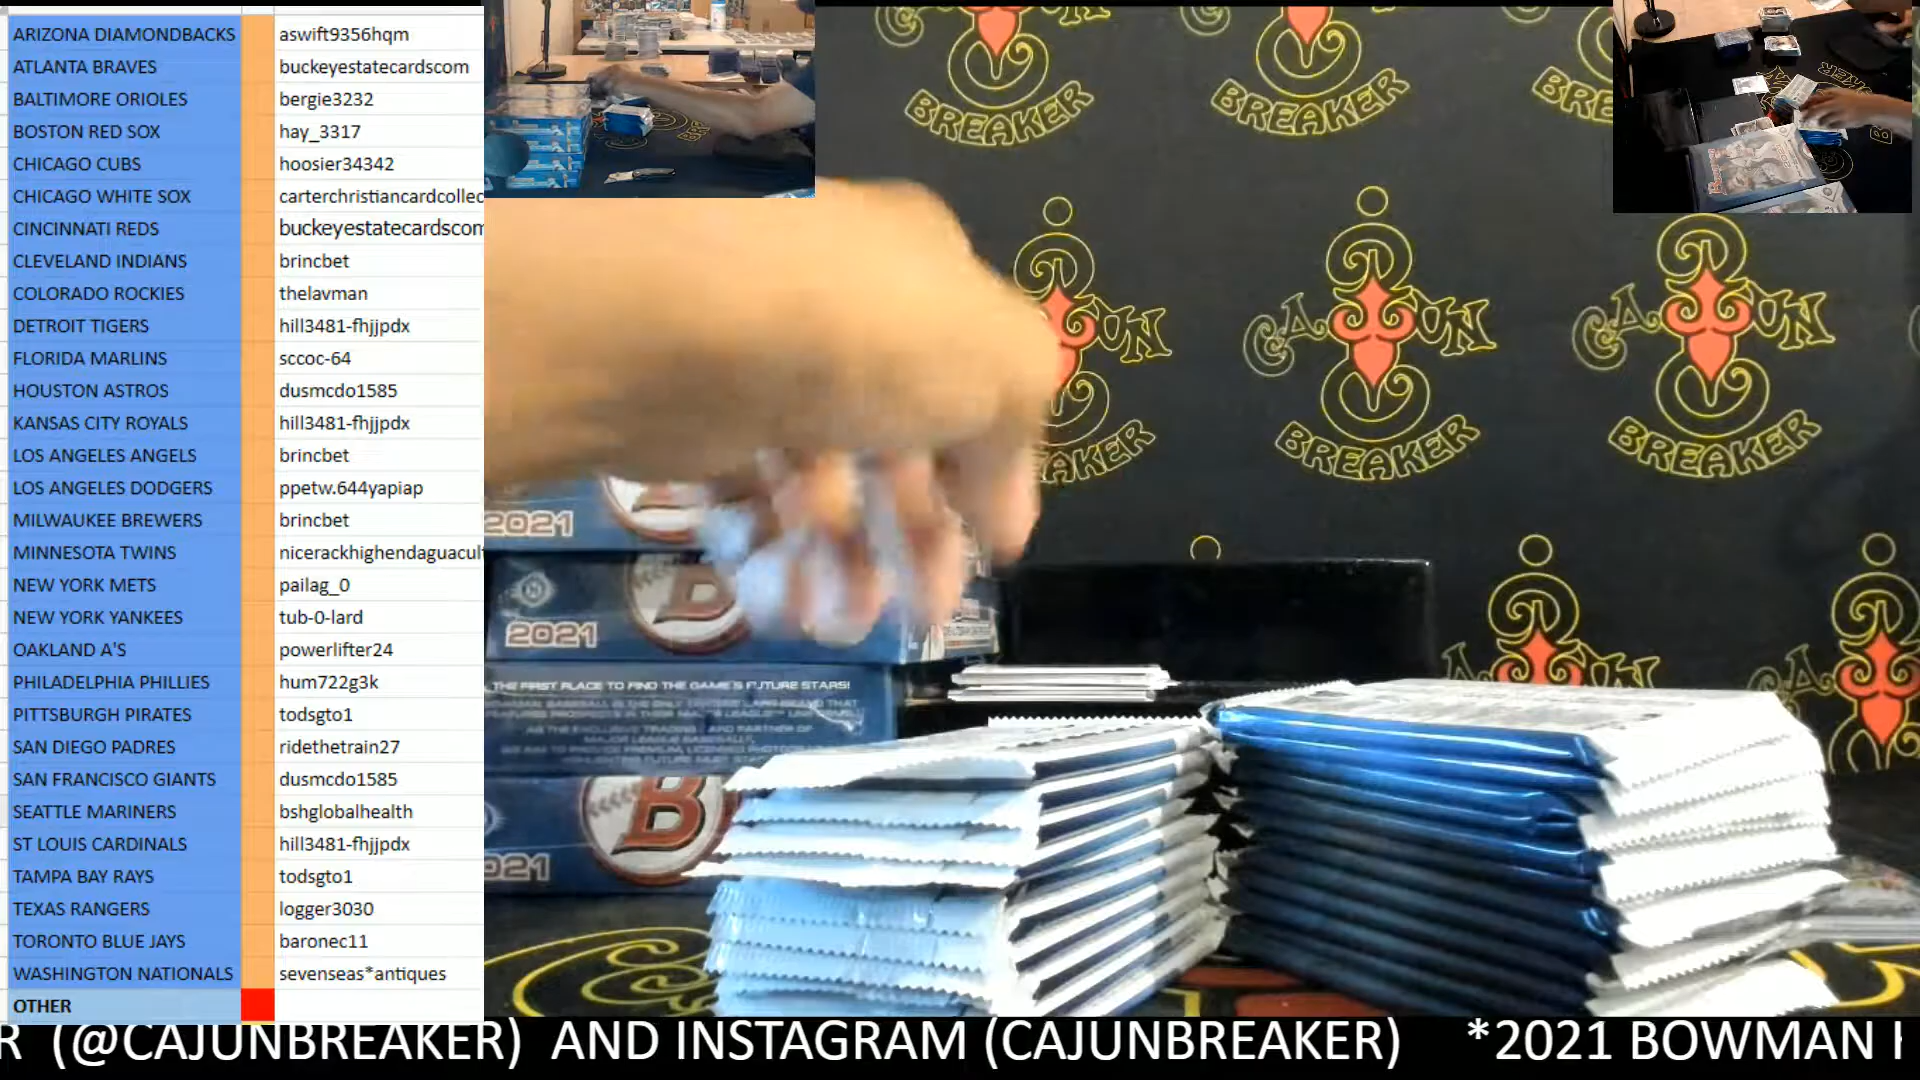 ARIZONA DIAMONDBACKS aswift9356hqm
ATLANTA BRAVES buckeyestatecardscom
BALTIMORE ORIOLES bergie3232
BOSTON RED SOX hay_3317
CHICAGO CUBS hoosier34342
CHICAGO WHITE SOX carterchristiancardcollec
CINCINNATI REDS buckeyestatecardscom
CLEVELAND INDIANS brincbet
COLORADO ROCKIES thelavman
DETROIT TIGERS hill3481-fhjjpdx
FLORIDA MARLINS sccoc-64
HOUSTON ASTROS dusmcdo1585
KANSAS CITY ROYALS hill3481-fhjjpdx
LOS ANGELES ANGELS brincbet
LOS ANGELES DODGERS ppetw.644yapiap
MILWAUKEE BREWERS brincbet
MINNESOTA TWINS nicerackhighendaguacult
NEW YORK METS pailag_0
NEW YORK YANKEES tub-0-lard
OAKLAND A'S powerlifter24
PHILADELPHIA PHILLIES hum722g3k
PITTSBURGH PIRATES todsgto1
SAN DIEGO PADRES ridethetrain27
SAN FRANCISCO GIANTS dusmcdo1585
SEATTLE MARINERS bshglobalhealth
ST LOUIS CARDINALS hill3481-fhjjpdx
TAMPA BAY RAYS todsgto1
TEXAS RANGERS logger3030
TORONTO BLUE JAYS baronec11
WASHINGTON NATIONALS sevenseas*antiques
OTHER
BREAKER
BREAKER
BRE
CAJUN
BREAKER
CAJUN
BREAKER
CAJUN
BREAKER
2021
B
2021
THE FIRST PLACE TO FIND THE GAME'S FUTURE STARS!
B
2021
R (@CAJUNBREAKER) AND INSTAGRAM (CAJUNBREAKER) *2021 BOWMAN